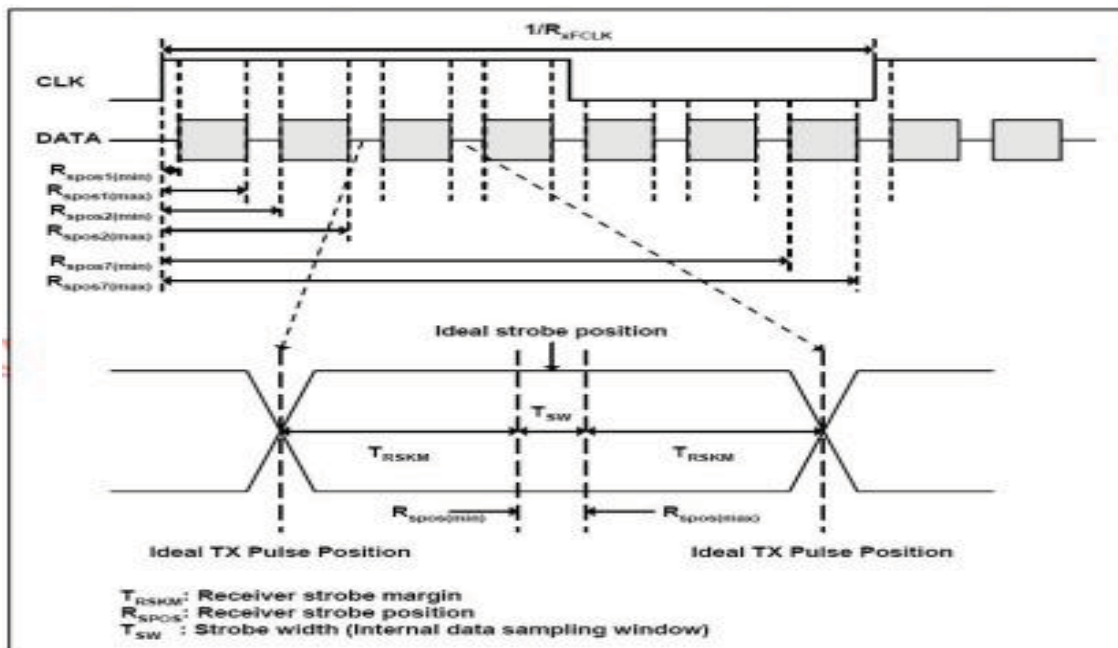 1/RxFCLK
CLK
DATA
Rspos1(min)
Rspos1(max)
Rspos2(min)
Rspos2(max)
Rspos7(min)
Rspos7(max)
Ideal strobe position
TSW
TRSKM
TRSKM
Rspos(min)
Rspos(max)
Ideal TX Pulse Position
Ideal TX Pulse Position
TRSKM: Receiver strobe margin
RSPOS: Receiver strobe position
TSW : Strobe width (Internal data sampling window)